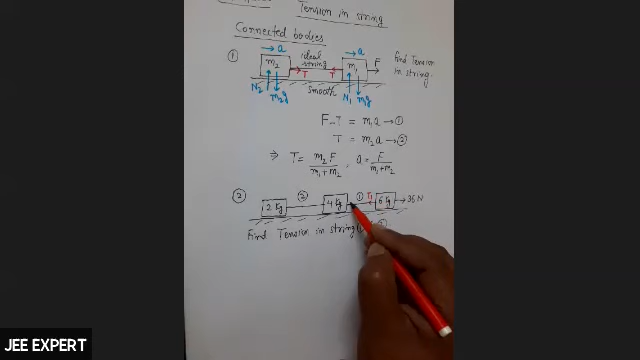 Tension in string
Connected bodies
① → a → a
m₂ ideal string m₁ → F Find Tension
T T in string.
N₂ m₂g smooth N₁ m₁g
F - T = m₁a → ①
T = m₂a → ②
⇒ T = m₂F / m₁+m₂ , a = F / m₁+m₂
② 2 Kg ② 4 Kg ① T₁ 6 Kg → 36 N
Find Tension in string
JEE EXPERT